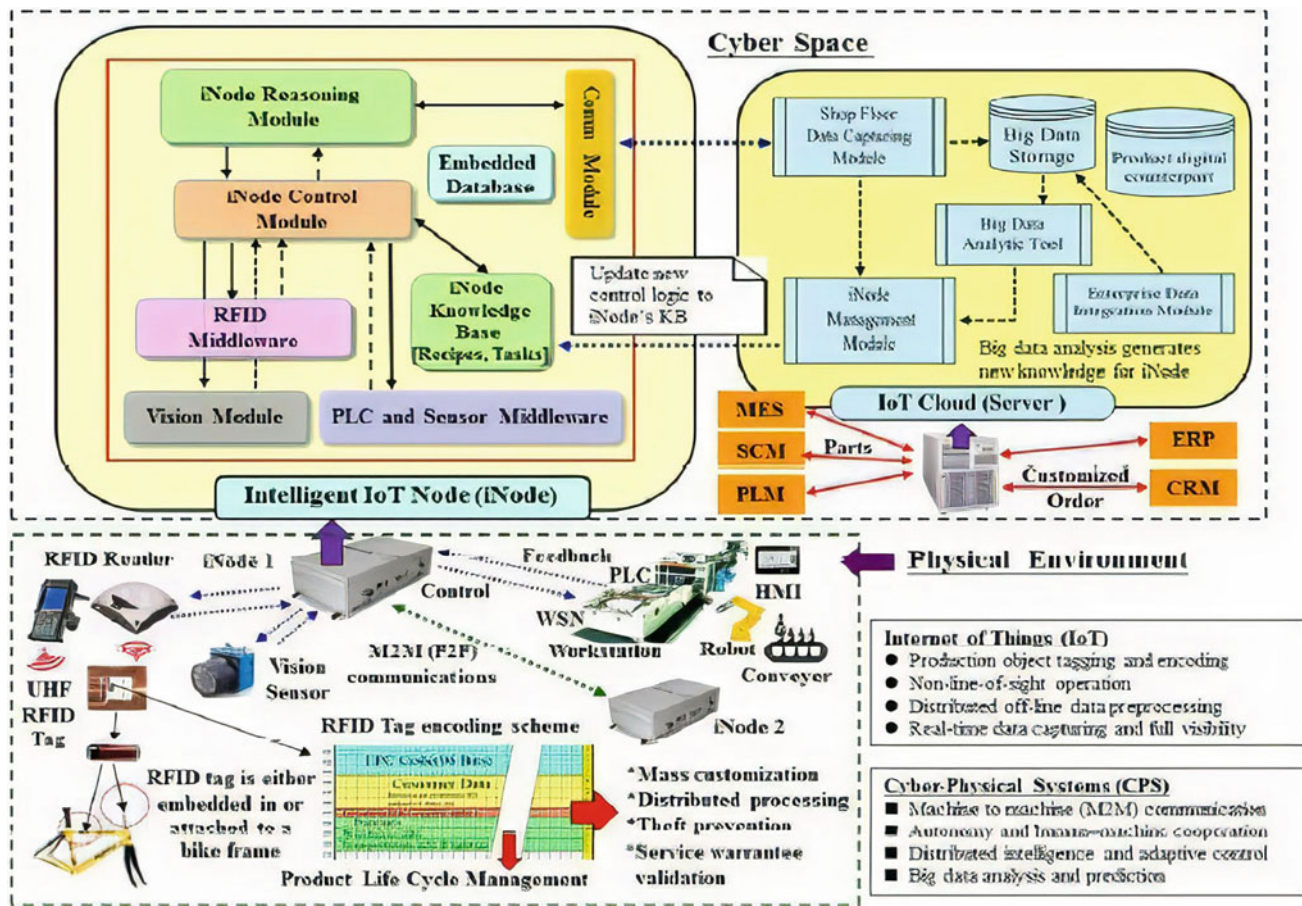 Cyber Space
iNode Reasoning
Module
Comm Module
Embedded
Database
iNode Control
Module
RFID
Middleware
iNode
Knowledge
Base
[Recipes, Tasks]
Vision Module
PLC and Sensor Middleware
Intelligent IoT Node (iNode)
Update new
control logic to
iNode's KB
Shop Floor
Data Capturing
Module
Big Data
Storage
Product digital
counterpart
Big Data
Analytic Tool
iNode
Management
Module
Enterprise Data
Integration Module
Big data analysis generates
new knowledge for iNode
IoT Cloud (Server )
MES
SCM
PLM
Parts
Customized
Order
ERP
CRM
RFID Reader
iNode 1
Feedback
Control
PLC
HMI
WSN
Workstation
Robot
Conveyer
Vision
Sensor
M2M (F2F)
communications
UHF
RFID
Tag
iNode 2
RFID Tag encoding scheme
Customer Data
RFID tag is either
embedded in or
attached to a
bike frame
*Mass customization
*Distributed processing
*Theft prevention
*Service warrantee
validation
Product Life Cycle Management
Physical Environment
Internet of Things (IoT)
● Production object tagging and encoding
● Non-line-of-sight operation
● Distributed off-line data preprocessing
● Real-time data capturing and full visibility
Cyber-Physical Systems (CPS)
■ Machine to machine (M2M) communication
■ Autonomy and human-machine cooperation
■ Distributed intelligence and adaptive control
■ Big data analysis and prediction